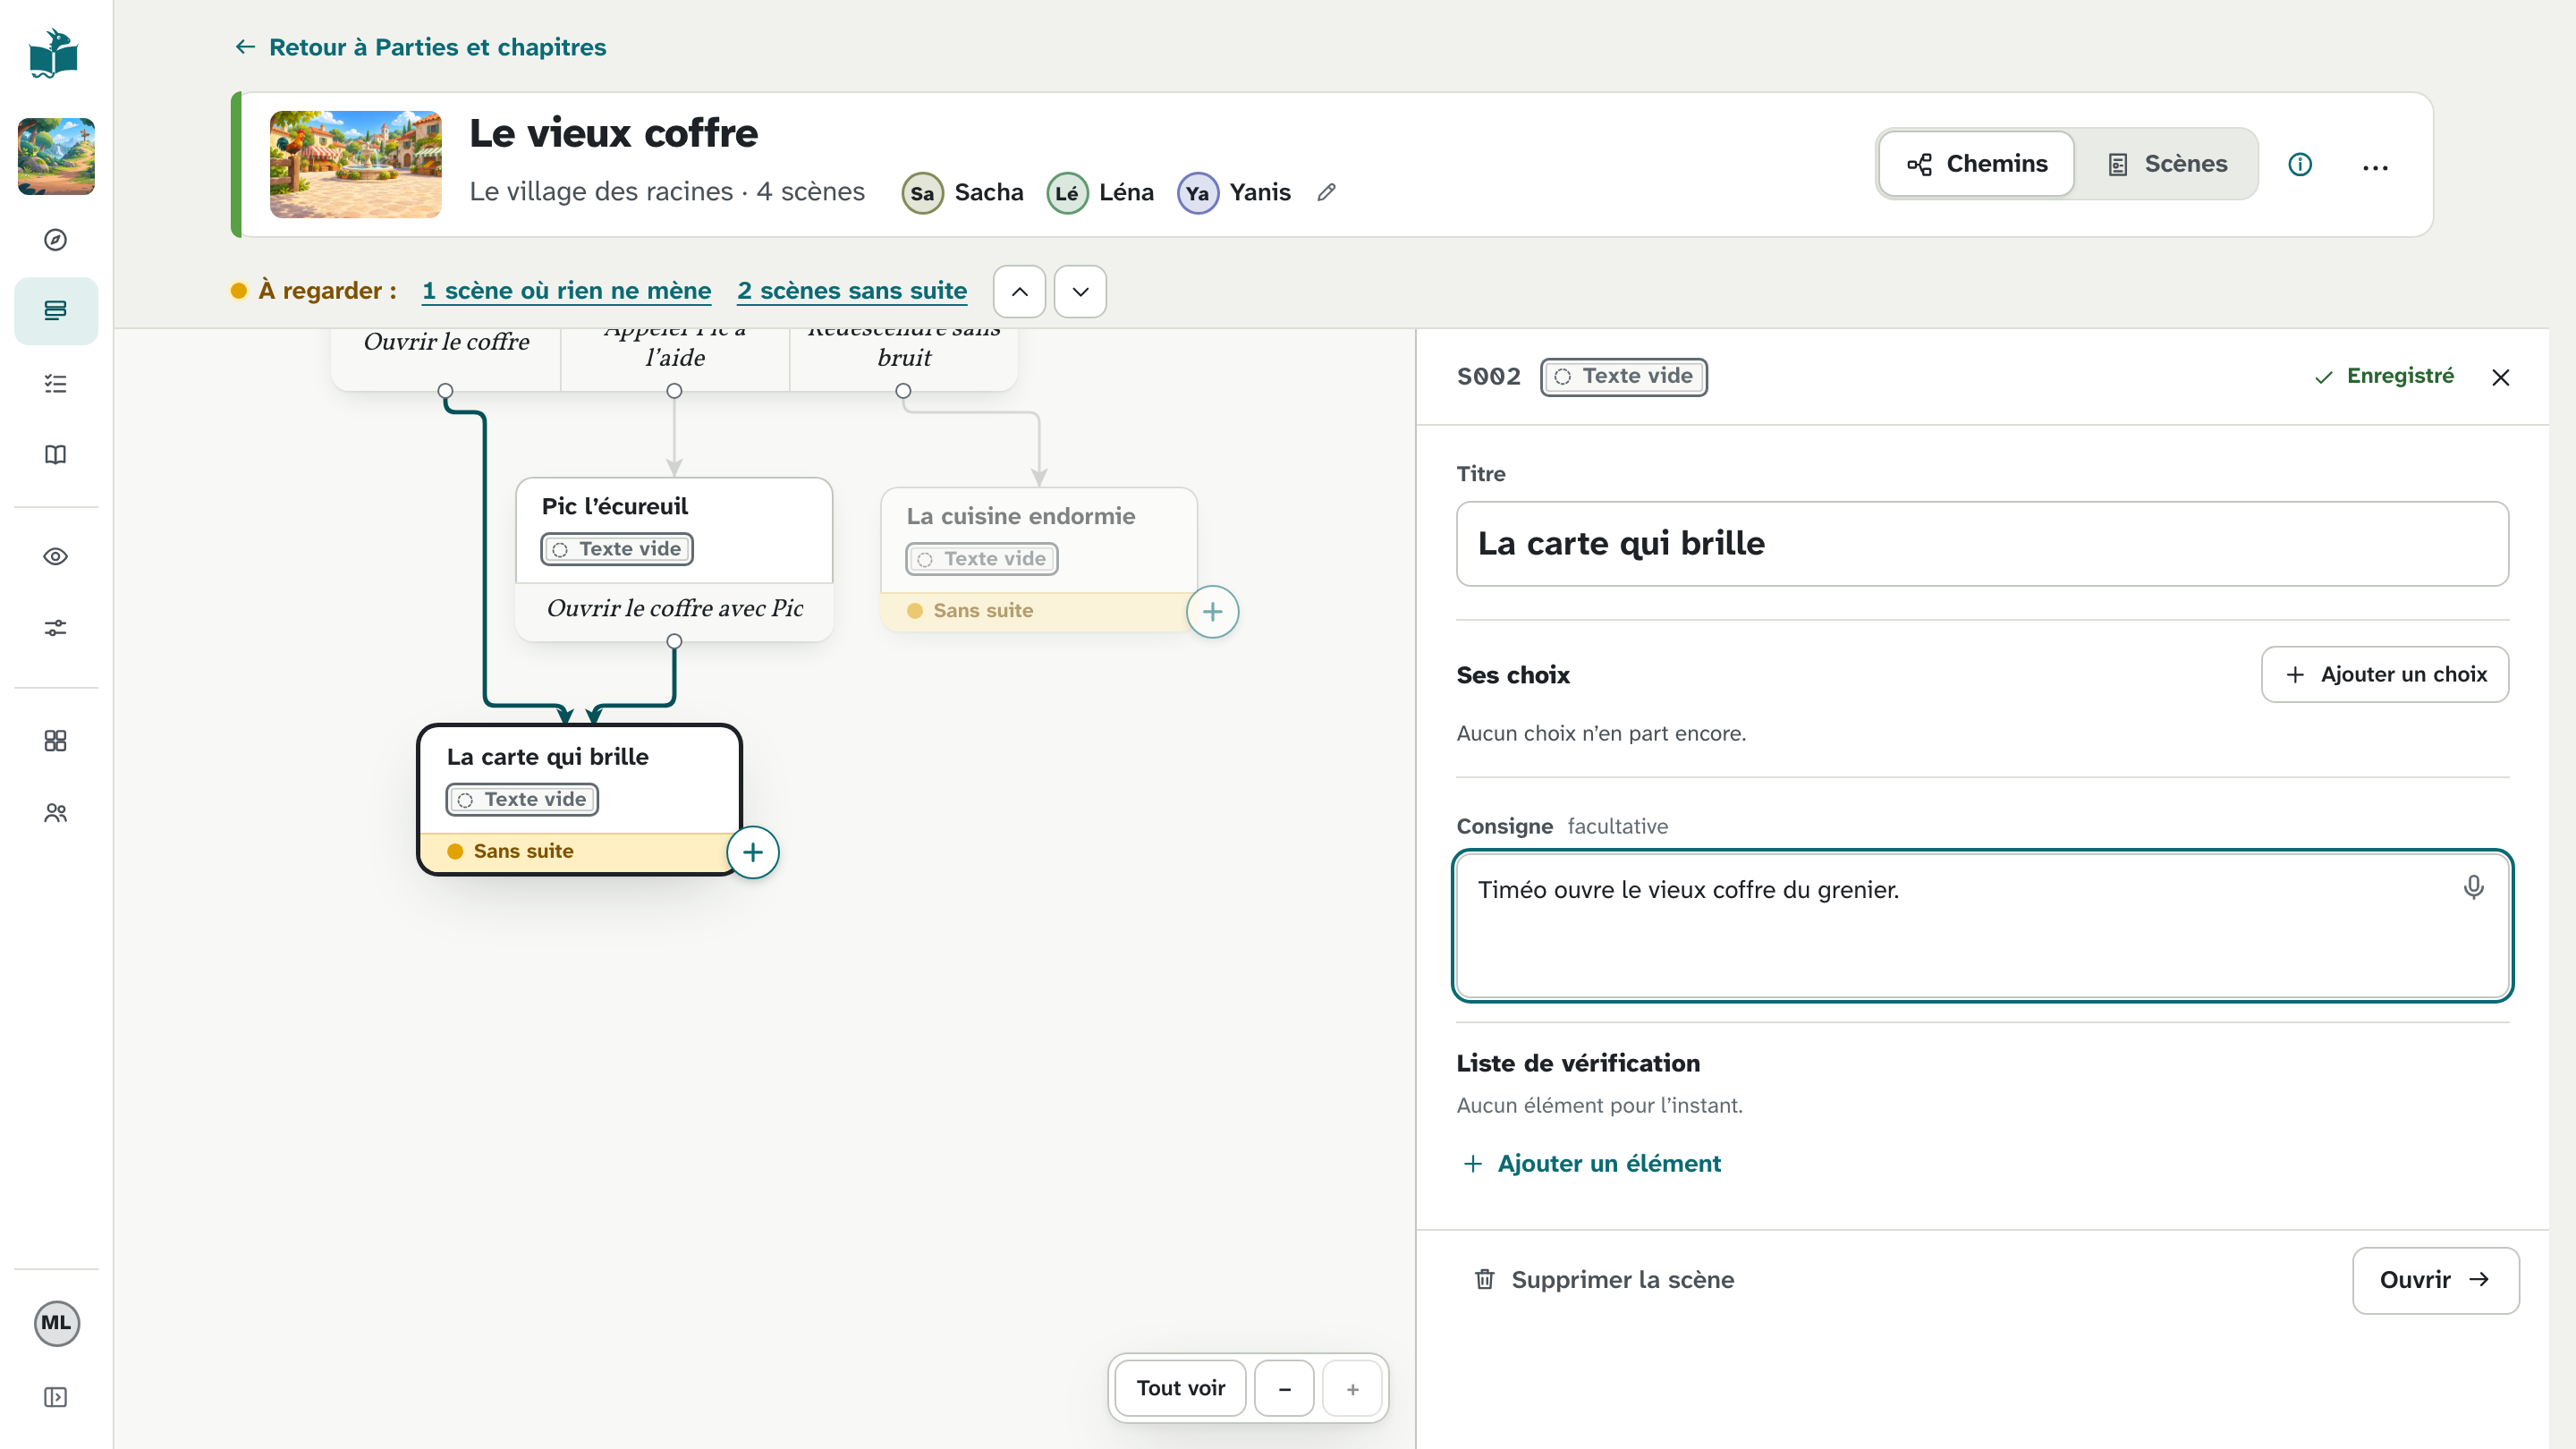 Retour à Parties et chapitres
Le vieux coffre
Le village des racines · 4 scènes
Sa Sacha Lé Léna Ya Yanis
Chemins
Scènes
À regarder : 1 scène où rien ne mène 2 scènes sans suite
Ouvrir le coffre
Appeler Pic à
l’aide
Redescendre sans
bruit
Pic l’écureuil
Texte vide
Ouvrir le coffre avec Pic
La cuisine endormie
Texte vide
Sans suite
La carte qui brille
Texte vide
Sans suite
Tout voir
S002 Texte vide
Enregistré
Titre
La carte qui brille
Ses choix
Ajouter un choix
Aucun choix n’en part encore.
Consigne facultative
Timéo ouvre le vieux coffre du grenier.
Liste de vérification
Aucun élément pour l’instant.
Ajouter un élément
Supprimer la scène
Ouvrir
ML